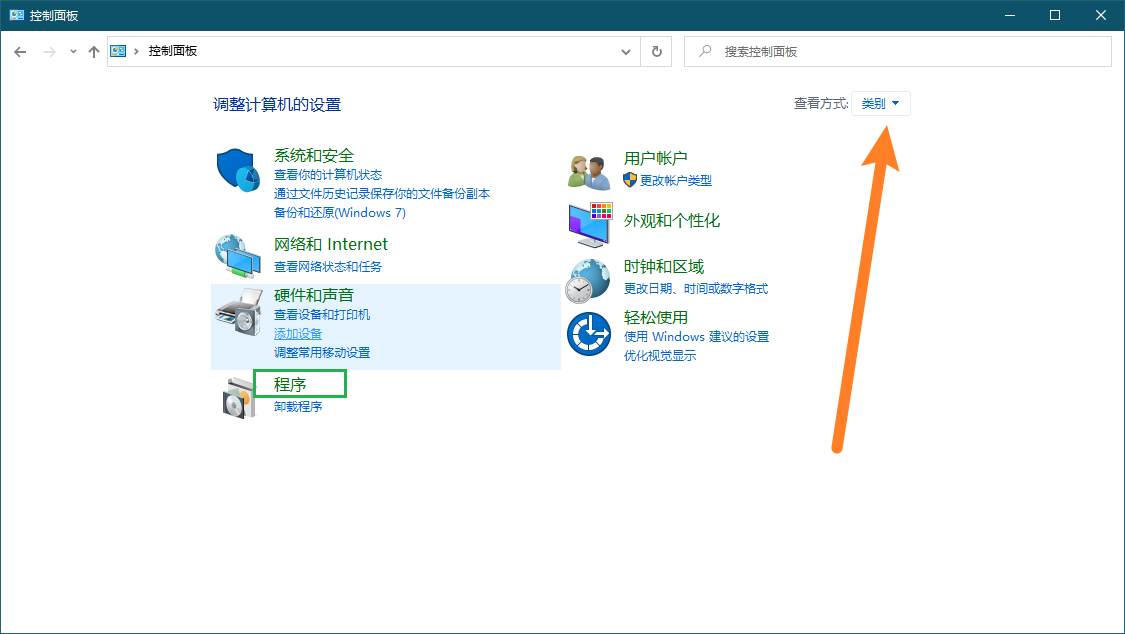 控制面板
控制面板
搜索控制面板
调整计算机的设置
查看方式: 类别
系统和安全
查看你的计算机状态
通过文件历史记录保存你的文件备份副本
备份和还原(Windows 7)
网络和 Internet
查看网络状态和任务
硬件和声音
查看设备和打印机
添加设备
调整常用移动设置
程序
卸载程序
用户帐户
更改帐户类型
外观和个性化
时钟和区域
更改日期、时间或数字格式
轻松使用
使用 Windows 建议的设置
优化视觉显示